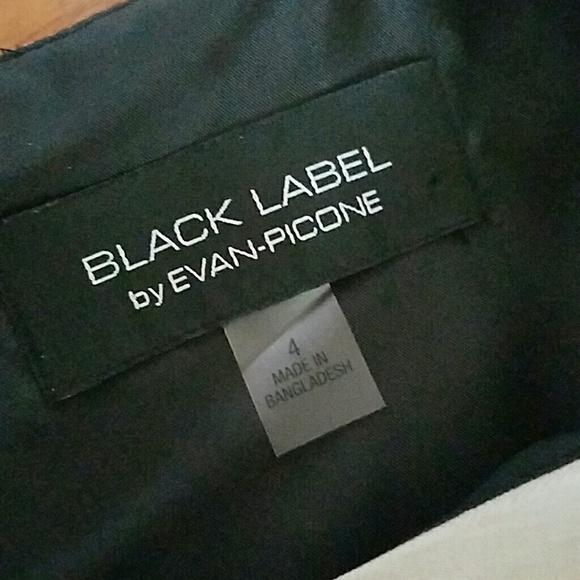 BLACK LABEL
by EVAN-PICONE
4
MADE IN
BANGLADESH